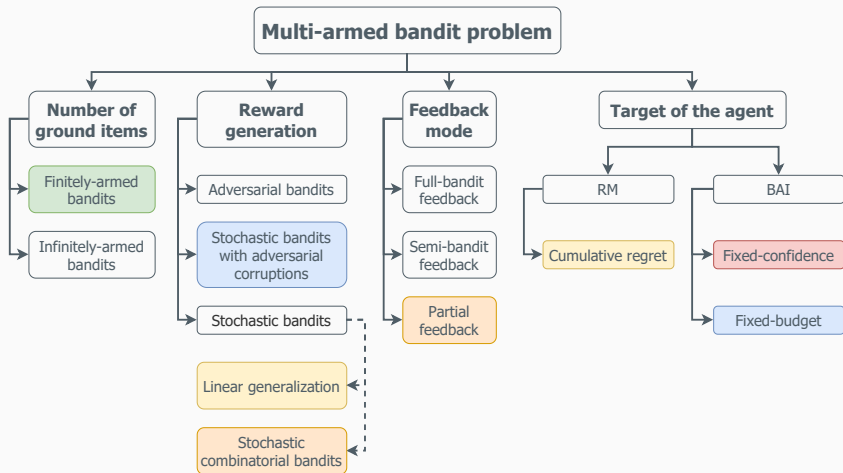 Multi-armed bandit problem
Number of
ground items
Finitely-armed
bandits
Infinitely-armed
bandits
Reward
generation
Adversarial bandits
Stochastic bandits
with adversarial
corruptions
Stochastic bandits
Linear generalization
Stochastic
combinatorial bandits
Feedback
mode
Full-bandit
feedback
Semi-bandit
feedback
Partial
feedback
Target of the agent
RM
Cumulative regret
BAI
Fixed-confidence
Fixed-budget